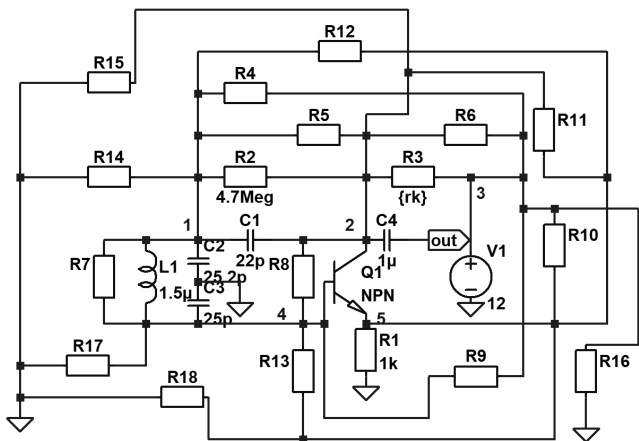 R12
R15
R4
R5
R6
R11
R14
R2
4.7Meg
R3
{rk}
3
1
C1
22p
2
C4
1µ
out
V1
12
R10
R7
L1
1.5µ
C2
25.2p
C3
25p
R8
Q1
NPN
4
5
R1
1k
R17
R13
R9
R16
R18